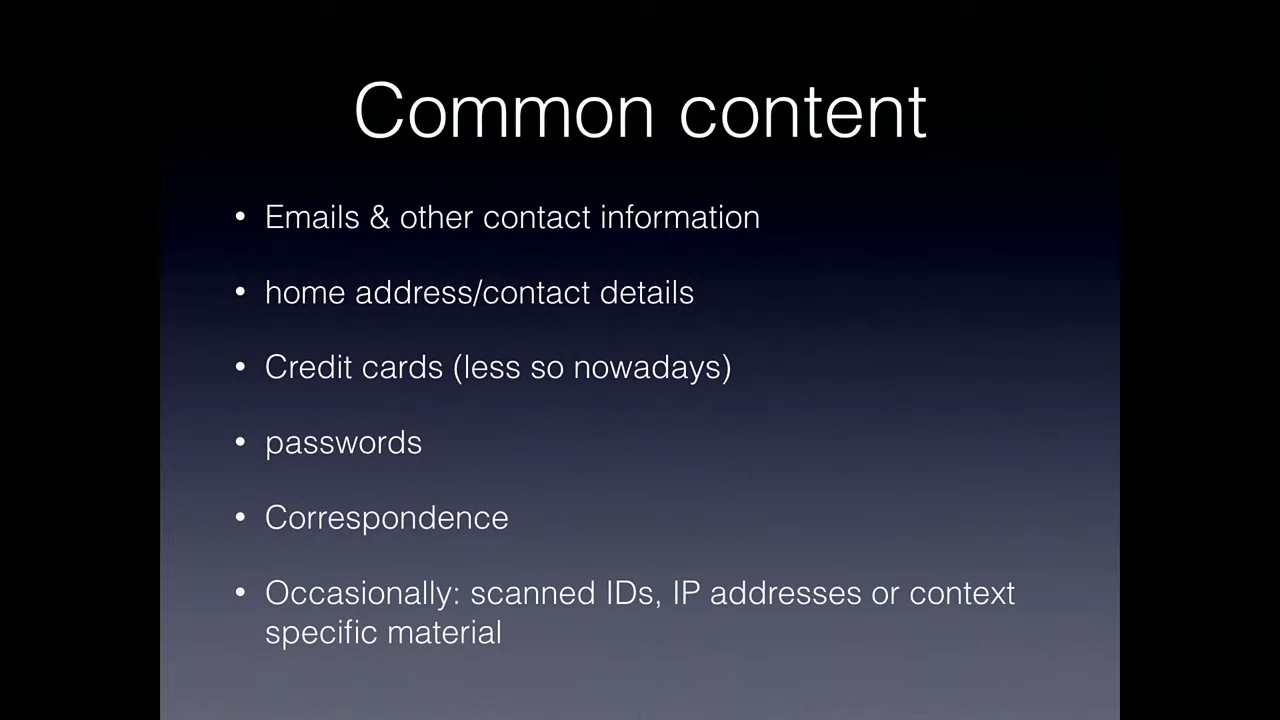 Common content
• Emails & other contact information
• home address/contact details
• Credit cards (less so nowadays)
• passwords
• Correspondence
• Occasionally: scanned IDs, IP addresses or context
specific material